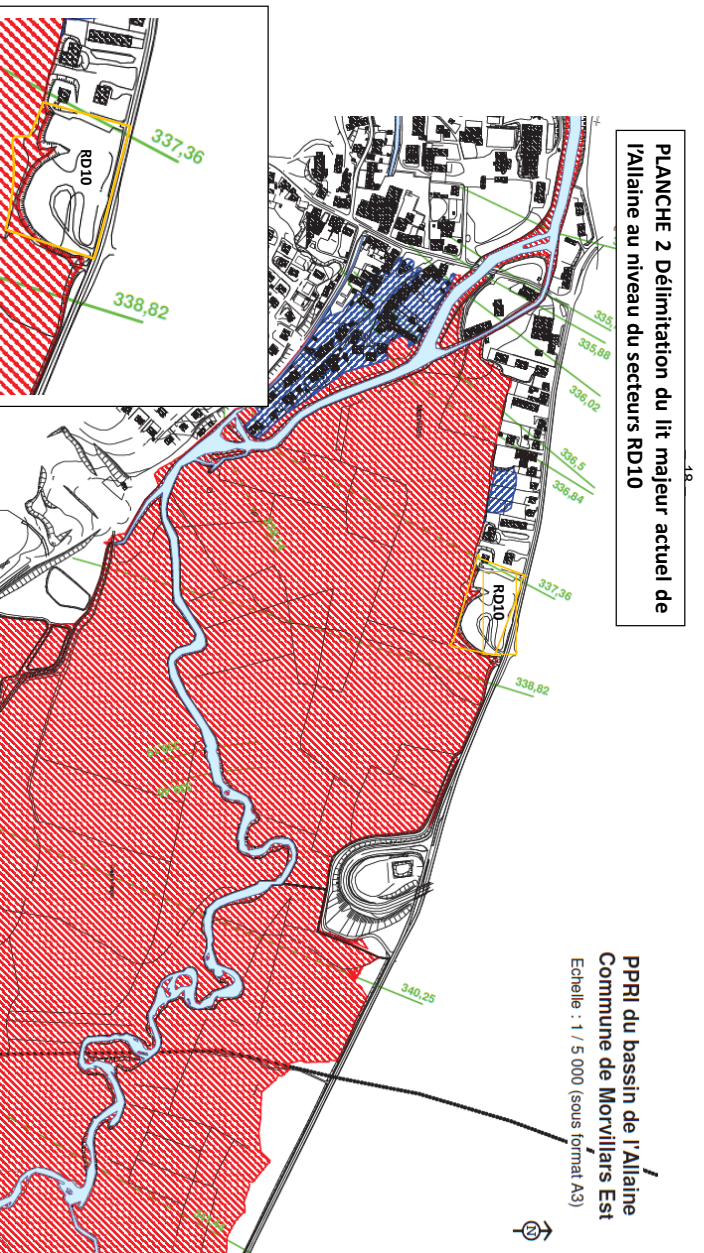 18
PLANCHE 2 Délimitation du lit majeur actuel de
l'Allaine au niveau du secteurs RD10
PPRI du bassin de l'Allaine
Commune de Morvillars Est
Echelle : 1 / 5 000 (sous format A3)
N
335,88
336,02
336,5
336,84
337,36
RD10
338,82
340,25
337,36
RD10
338,82